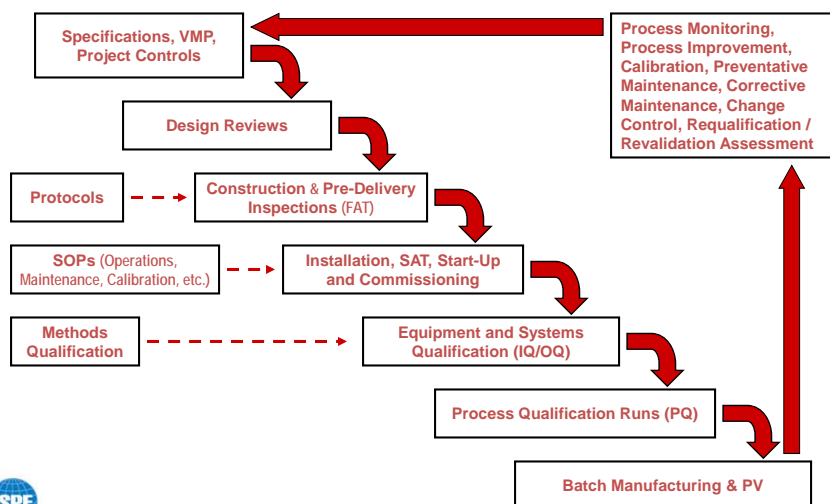 Specifications, VMP,
Project Controls
Process Monitoring,
Process Improvement,
Calibration, Preventative
Maintenance, Corrective
Maintenance, Change
Control, Requalification /
Revalidation Assessment
Design Reviews
Protocols
Construction & Pre-Delivery
Inspections (FAT)
SOPs (Operations,
Maintenance, Calibration, etc.)
Installation, SAT, Start-Up
and Commissioning
Methods
Qualification
Equipment and Systems
Qualification (IQ/OQ)
Process Qualification Runs (PQ)
Batch Manufacturing & PV